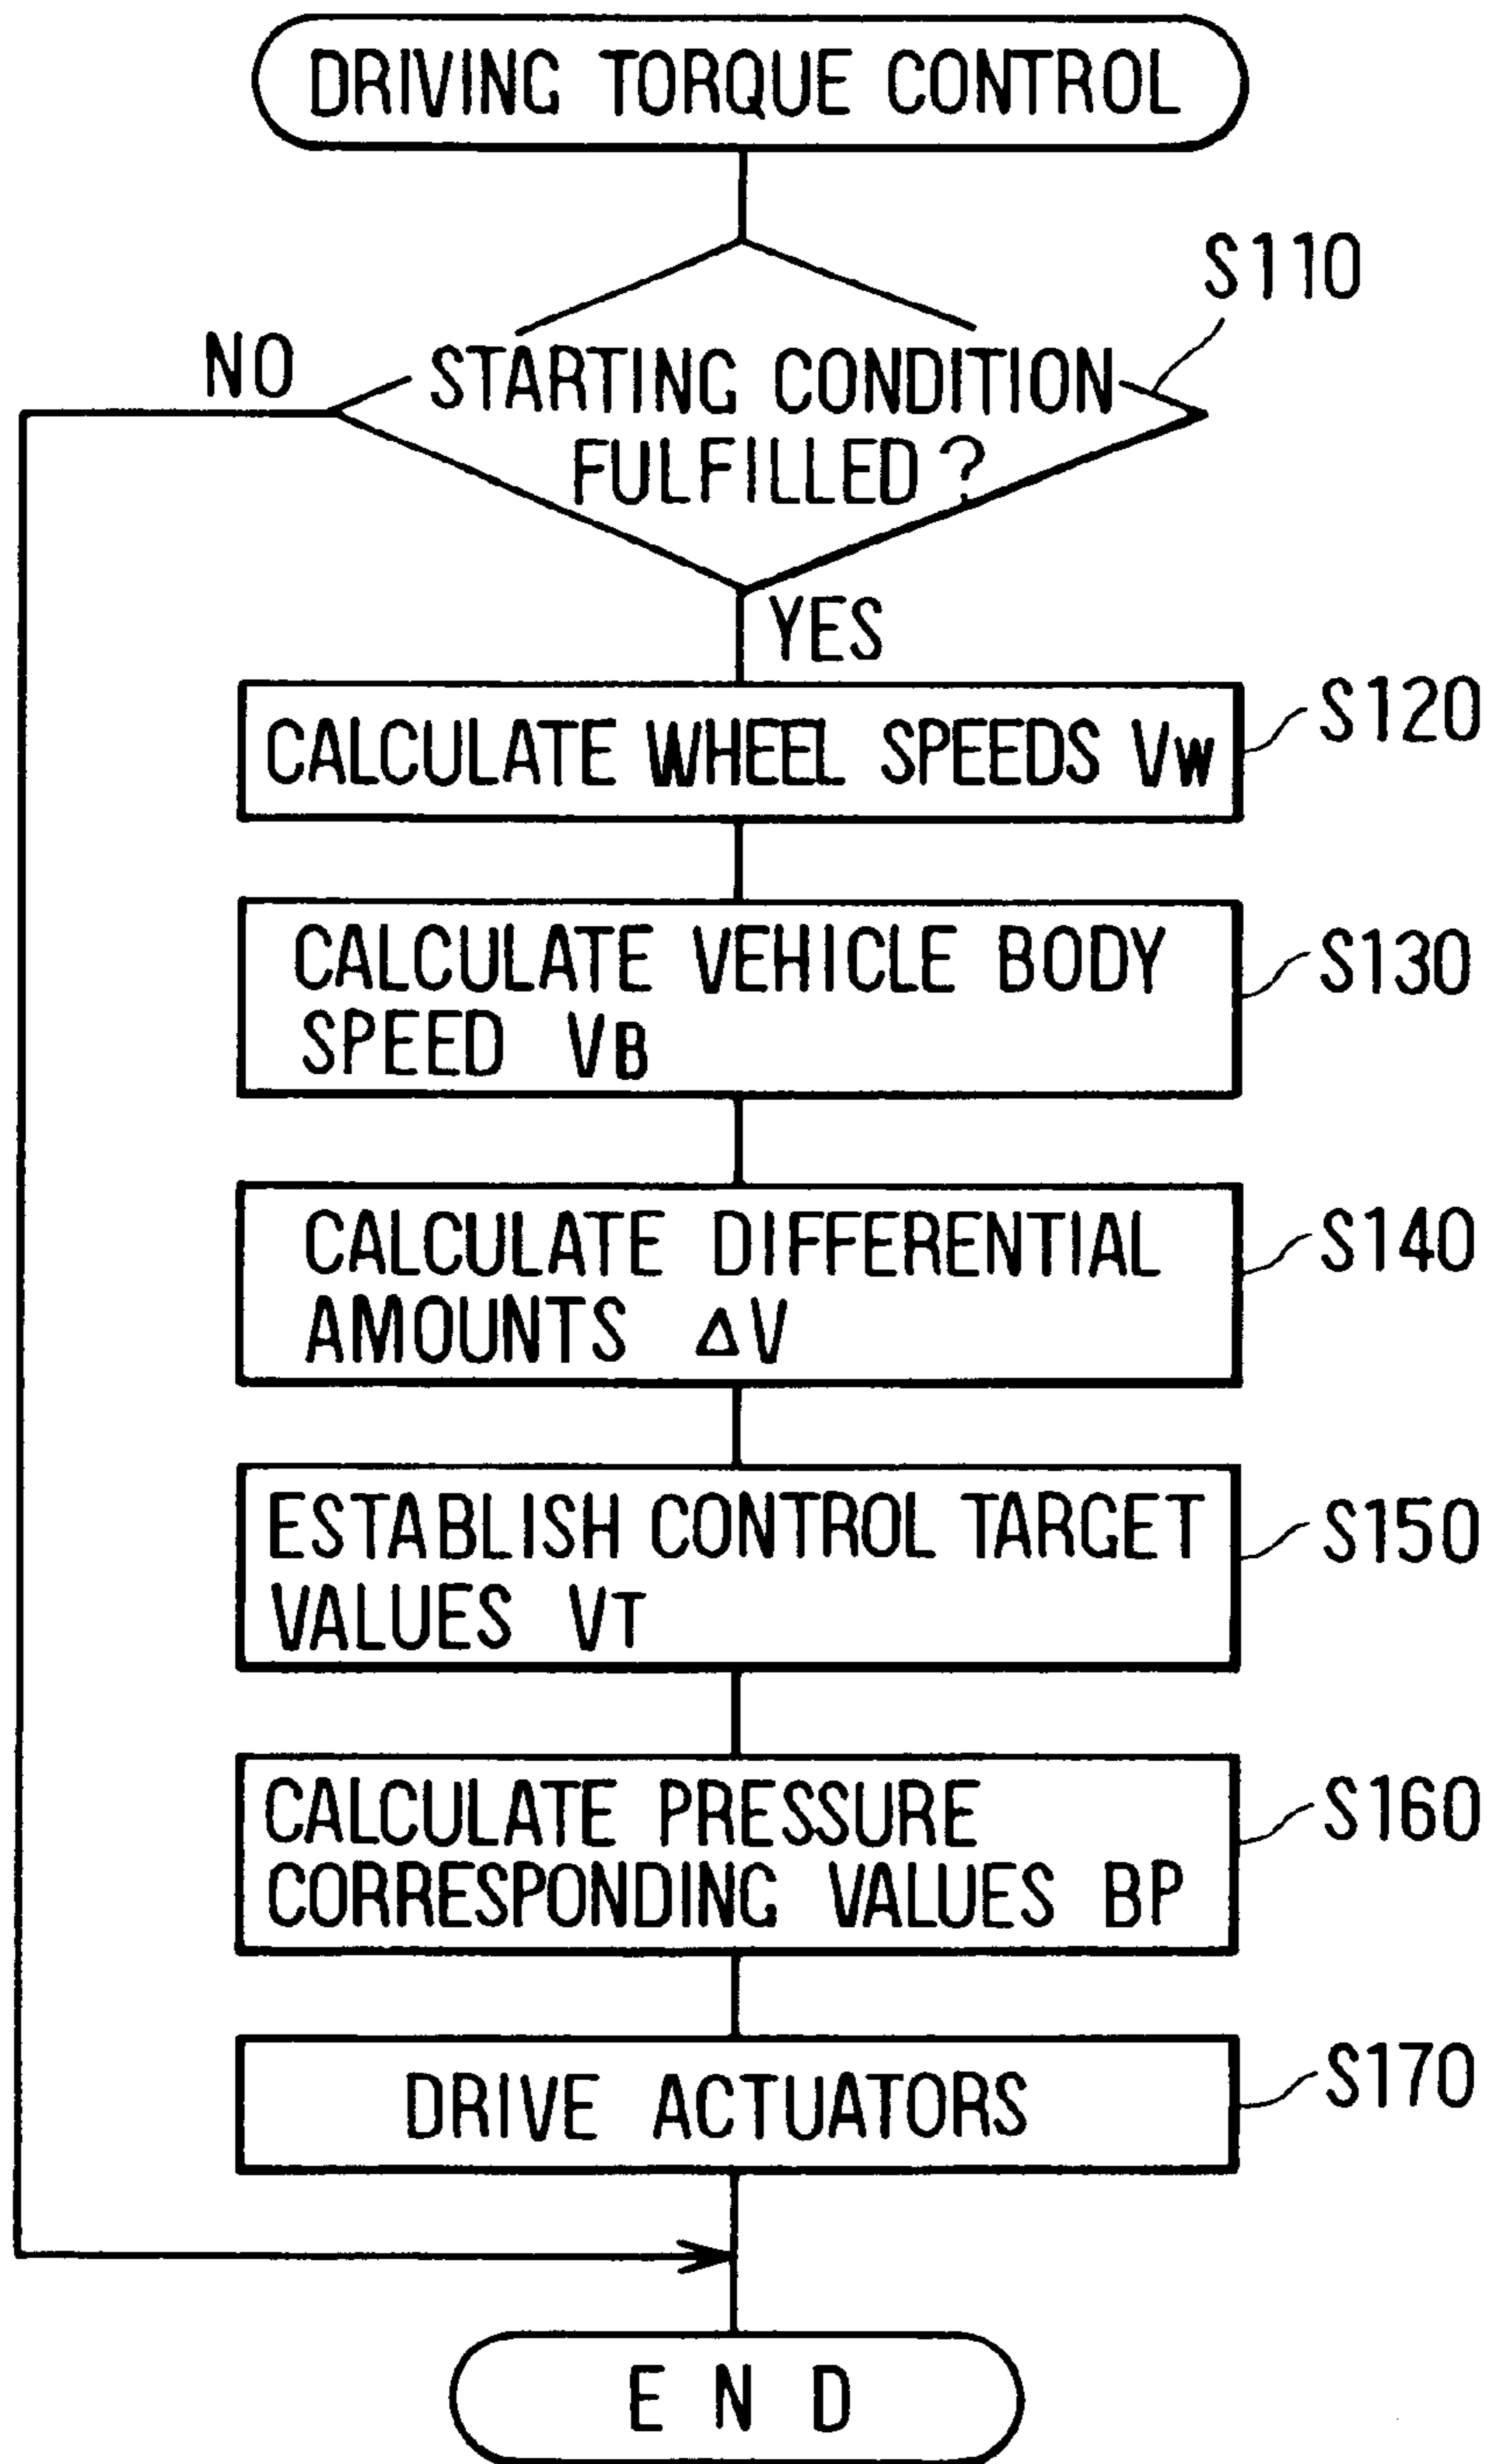 DRIVING TORQUE CONTROL
S110
NO
STARTING CONDITION
FULFILLED ?
YES
CALCULATE WHEEL SPEEDS VW
S120
CALCULATE VEHICLE BODY
SPEED VB
S130
CALCULATE DIFFERENTIAL
AMOUNTS ΔV
S140
ESTABLISH CONTROL TARGET
VALUES VT
S150
CALCULATE PRESSURE
CORRESPONDING VALUES BP
S160
DRIVE ACTUATORS
S170
END